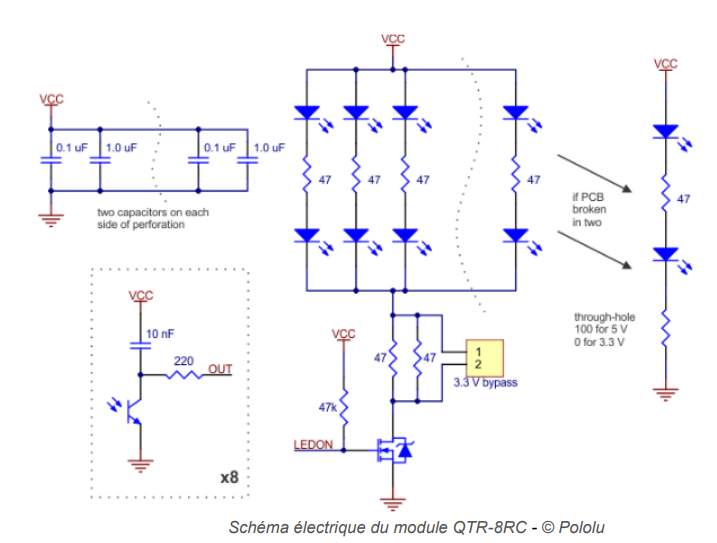 VCC
0.1 uF
1.0 uF
0.1 uF
1.0 uF
two capacitors on each
side of perforation
VCC
10 nF
220
OUT
x8
VCC
47
47
47
47
47
47
1
2
3.3 V bypass
VCC
47k
LEDON
if PCB
broken
in two
VCC
47
through-hole
100 for 5 V
0 for 3.3 V
Schéma électrique du module QTR-8RC - © Pololu